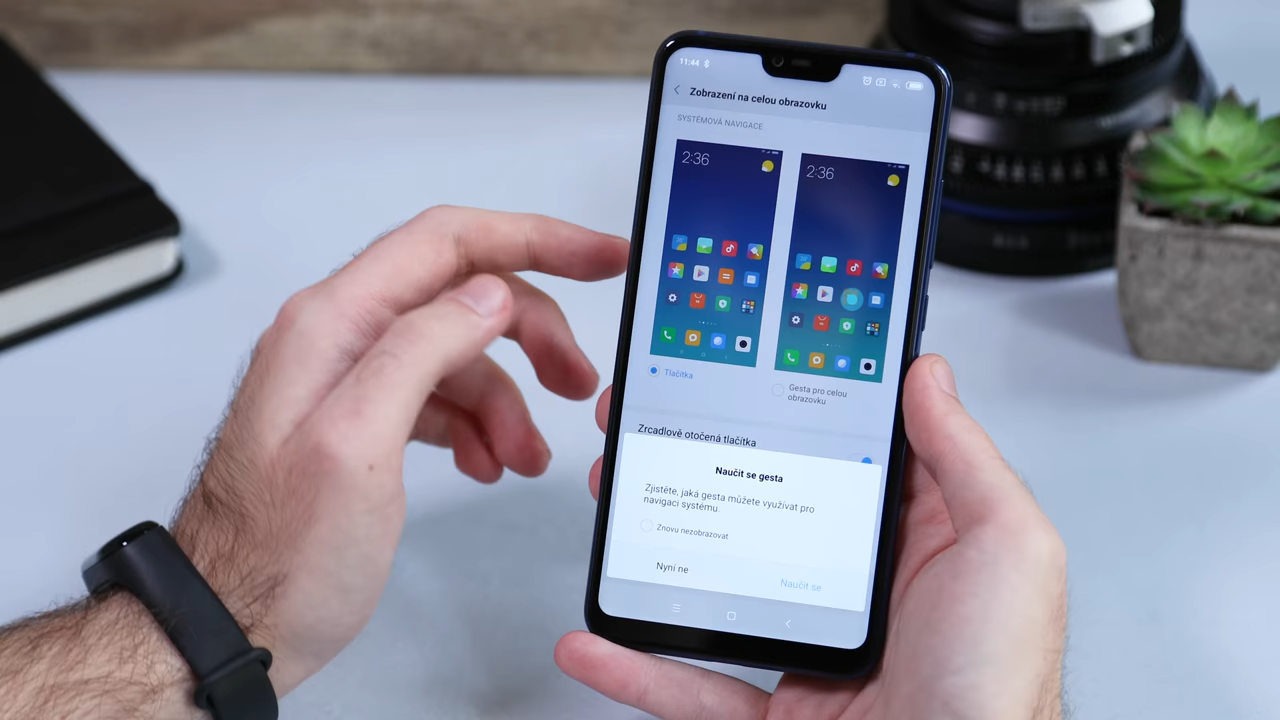 11:44
Zobrazení na celou obrazovku
SYSTÉMOVÁ NAVIGACE
2:36
2:36
Tlačítka
Gesta pro celou
obrazovku
Zrcadlově otočená tlačítka
Naučit se gesta
Zjistěte, jaká gesta můžete využívat pro
navigaci systému.
Znovu nezobrazovat
Nyní ne
Naučit se